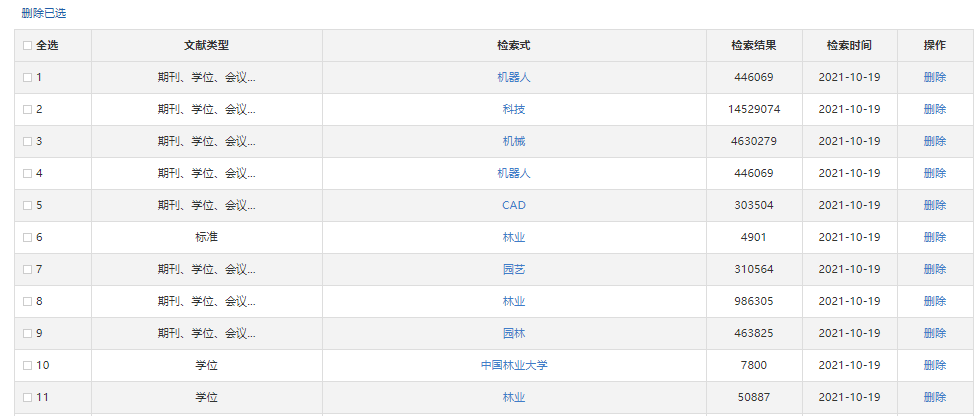 删除已选
全选 文献类型 检索式 检索结果 检索时间 操作
1 期刊、学位、会议... 机器人 446069 2021-10-19 删除
2 期刊、学位、会议... 科技 14529074 2021-10-19 删除
3 期刊、学位、会议... 机械 4630279 2021-10-19 删除
4 期刊、学位、会议... 机器人 446069 2021-10-19 删除
5 期刊、学位、会议... CAD 303504 2021-10-19 删除
6 标准 林业 4901 2021-10-19 删除
7 期刊、学位、会议... 园艺 310564 2021-10-19 删除
8 期刊、学位、会议... 林业 986305 2021-10-19 删除
9 期刊、学位、会议... 园林 463825 2021-10-19 删除
10 学位 中国林业大学 7800 2021-10-19 删除
11 学位 林业 50887 2021-10-19 删除